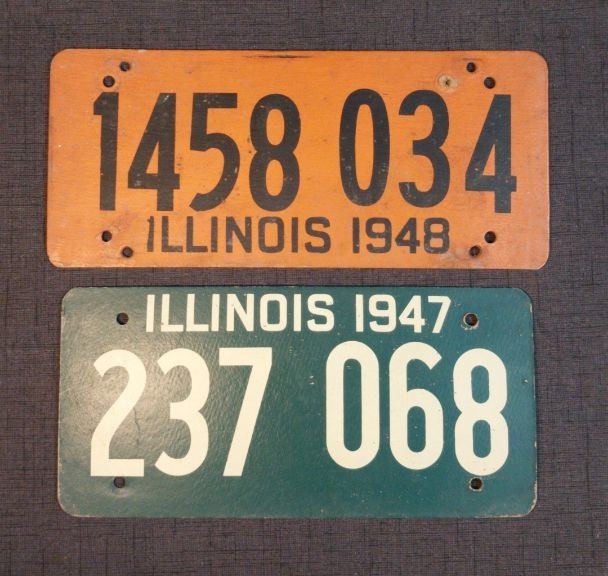 1458 034
ILLINOIS 1948
ILLINOIS 1947
237 068